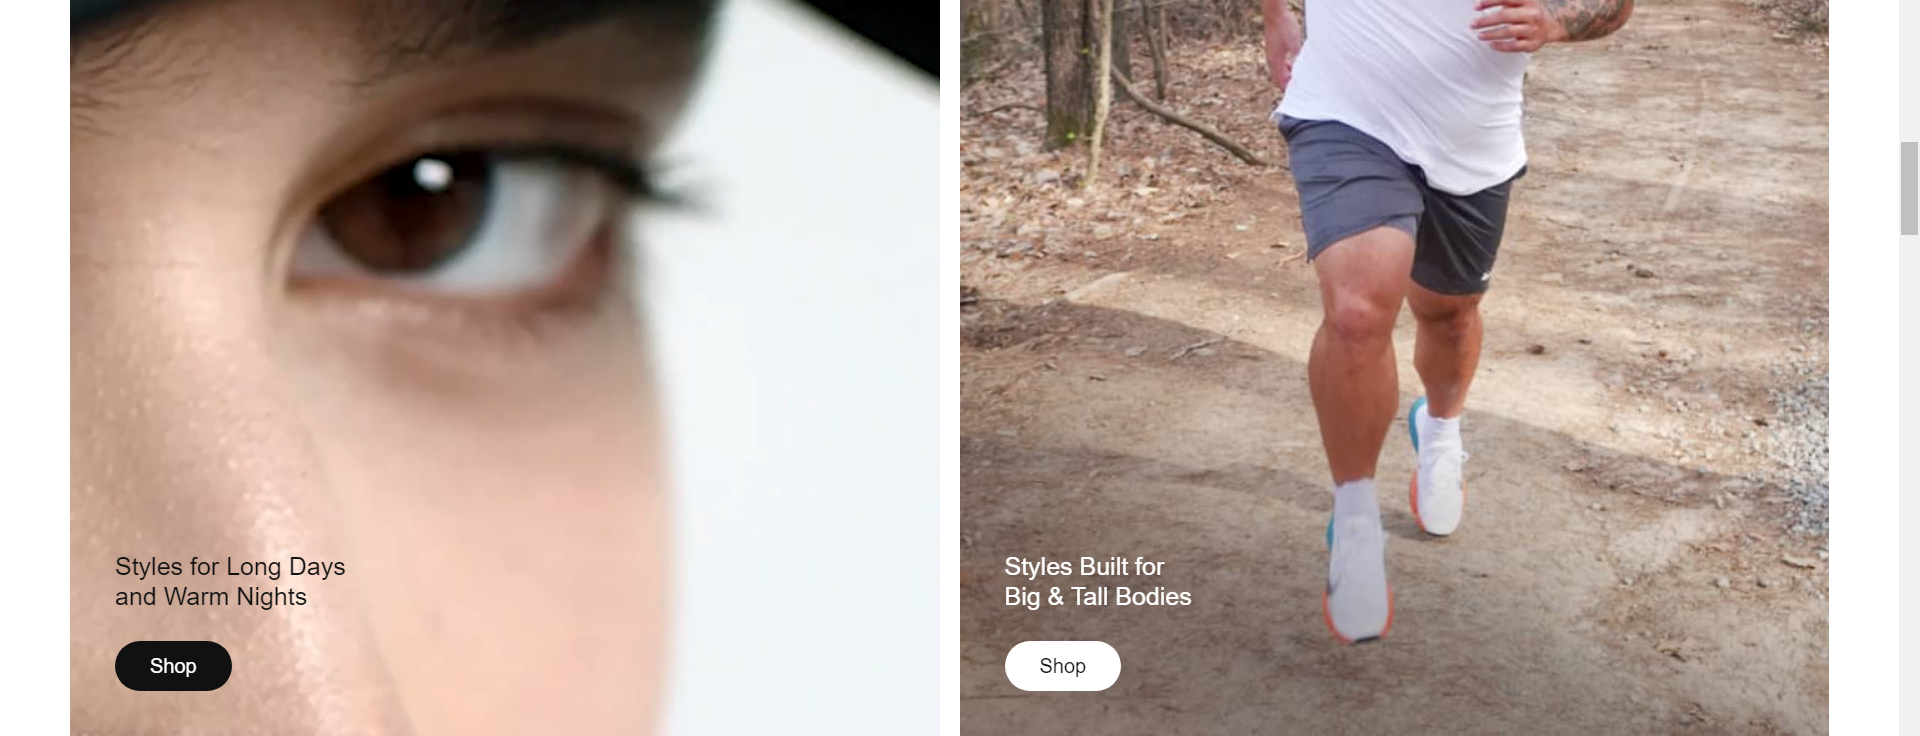 Styles for Long Days
and Warm Nights
Shop
Styles Built for
Big & Tall Bodies
Shop